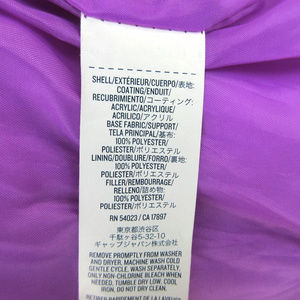 SHELL/EXTÉRIEUR/CUERPO/表地:
COATING/ENDUIT/
RECUBRIMIENTO/コーティング:
ACRYLIC/ACRYLIQUE/
ACRILICO/アクリル
BASE FABRIC/SUPPORT/
TELA PRINCIPAL/基布:
100% POLYESTER/
POLIESTER/ポリエステル
LINING/DOUBLURE/FORRO/裏地:
100% POLYESTER/
POLIESTER/ポリエステル
FILLER/REMBOURRAGE/
RELLENO/詰め物:
100% POLYESTER/
POLIESTER/ポリエステル
RN 54023 / CA 17897
東京都渋谷区
千駄ヶ谷5-32-10
ギャップジャパン株式会社
REMOVE PROMPTLY FROM WASHER
AND DRYER, MACHINE WASH COLD
GENTLE CYCLE, WASH SEPARATELY,
ONLY NON-CHLORINE BLEACH WHEN
NEEDED, TUMBLE DRY LOW, COOL
IRON, DO NOT DRY CLEAN.
RETIRER RAPIDEMENT DE LA LAVEUSE